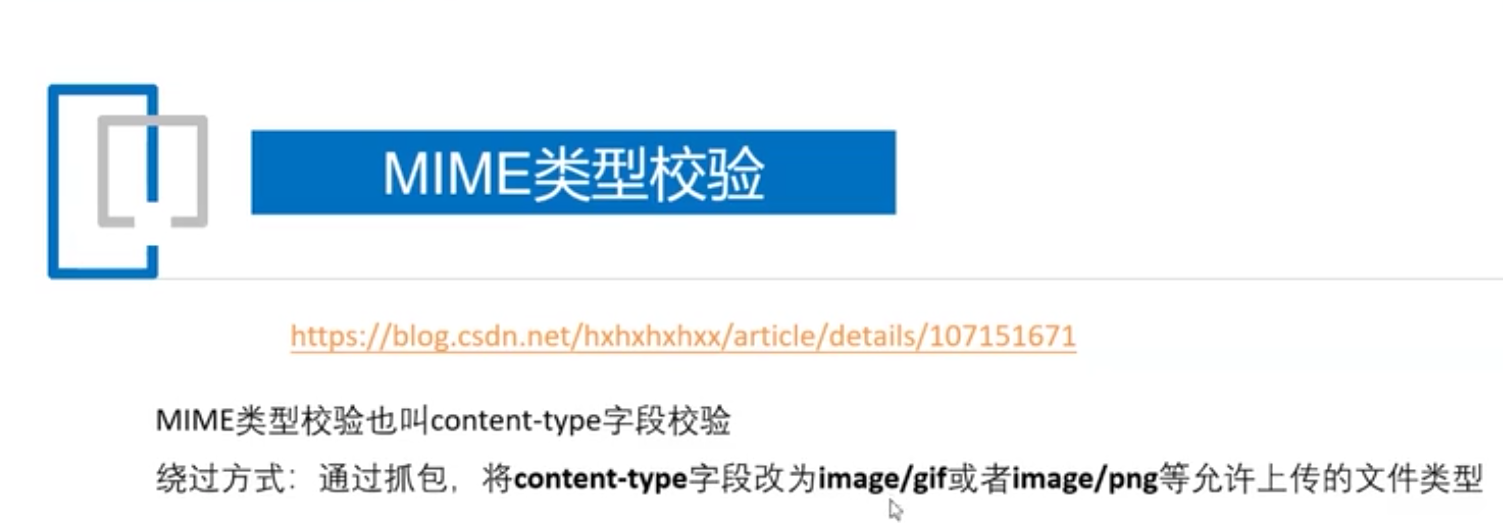 MIME类型校验
https://blog.csdn.net/hxhxhxhxx/article/details/107151671
MIME类型校验也叫content-type字段校验
绕过方式：通过抓包，将content-type字段改为image/gif或者image/png等允许上传的文件类型